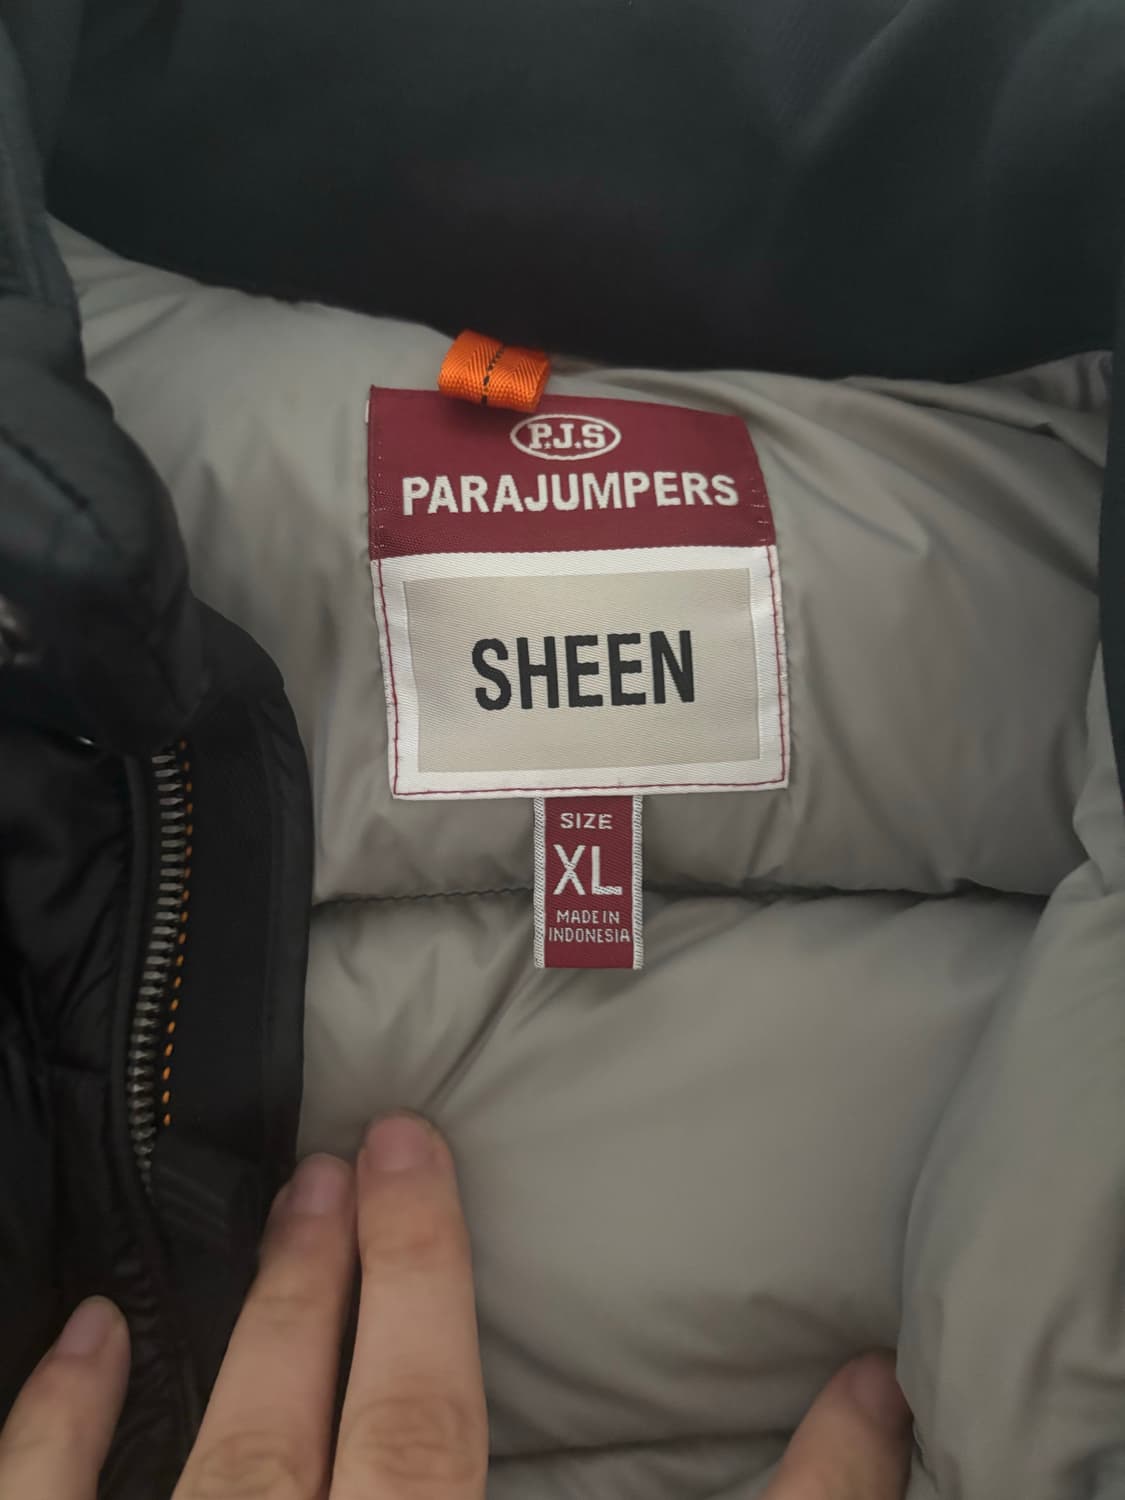 P.J.S
PARAJUMPERS
SHEEN
SIZE
XL
MADE IN
INDONESIA